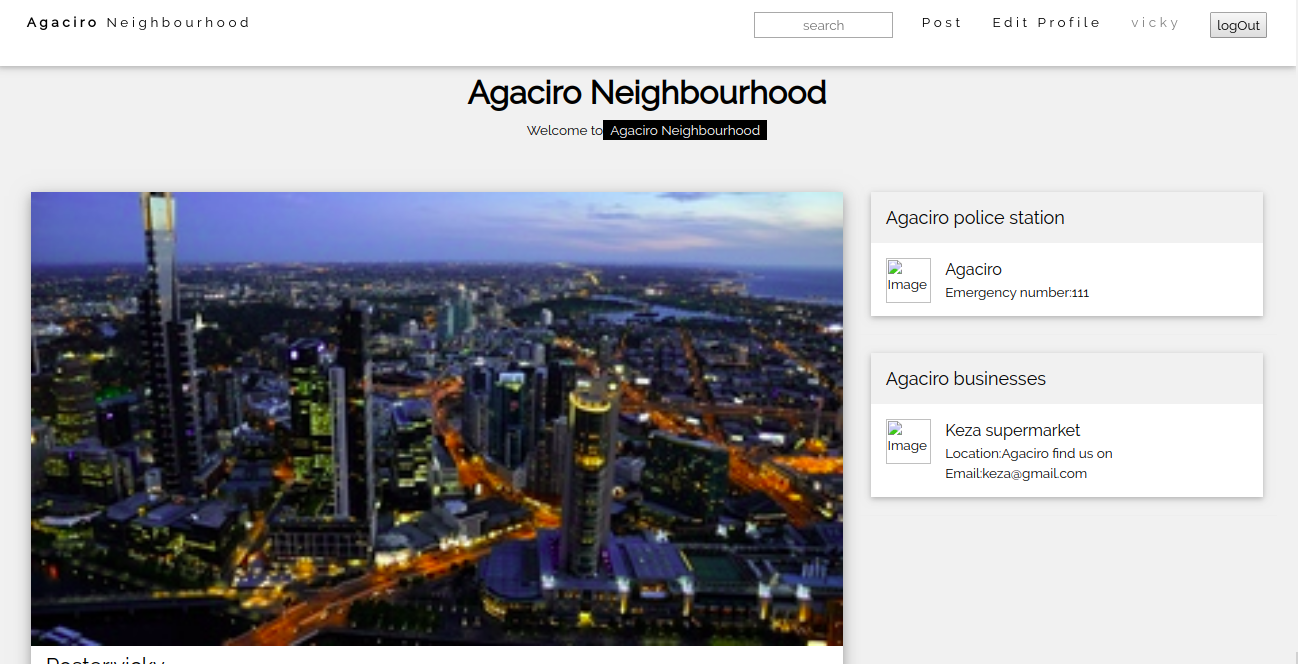 Agaciro Neighbourhood
search
Post
Edit Profile
vicky
logOut
Agaciro Neighbourhood
Welcome to Agaciro Neighbourhood
Agaciro police station
Image
Agaciro
Emergency number:111
Agaciro businesses
Image
Keza supermarket
Location:Agaciro find us on
Email:keza@gmail.com
Poster:vicky